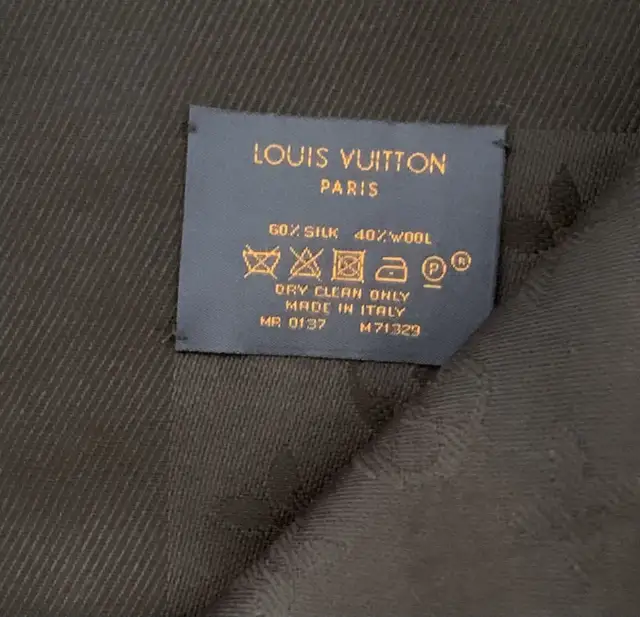 LOUIS VUITTON
PARIS
60% SILK 40% WOOL
P ®
DRY CLEAN ONLY
MADE IN ITALY
MR 0137 M71329